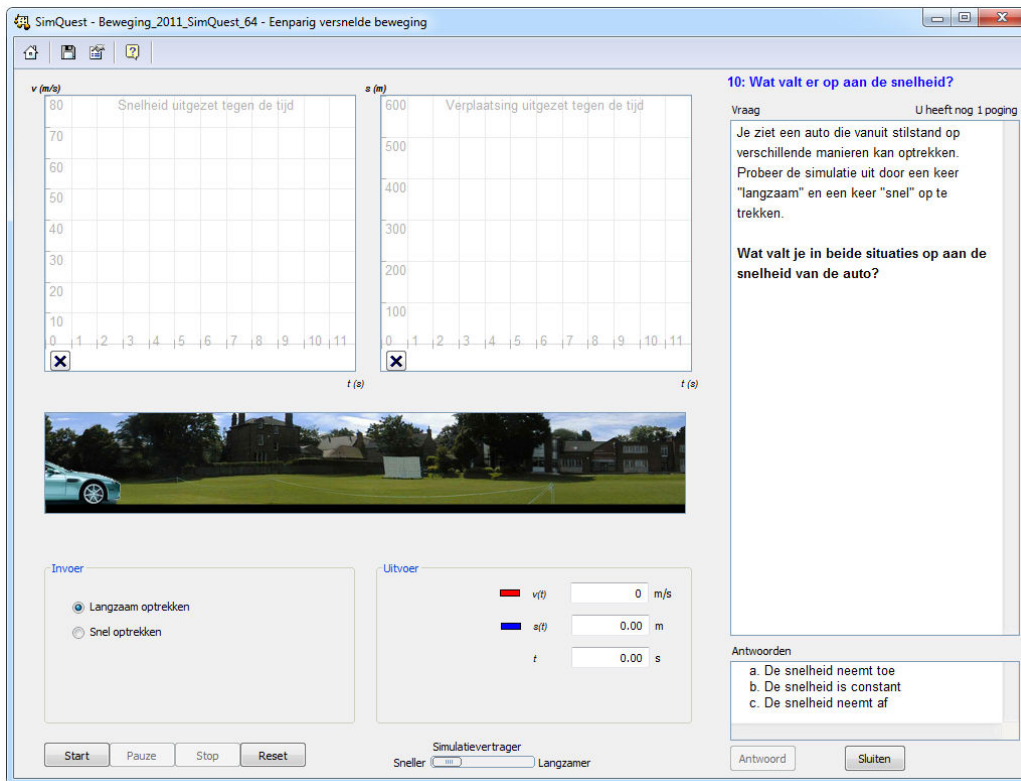 SimQuest - Beweging_2011_SimQuest_64 - Eenparig versnelde beweging
v (m/s)
Snelheid uitgezet tegen de tijd
80
70
60
50
40
30
20
10
0 1 2 3 4 5 6 7 8 9 10 11
t (s)
s (m)
Verplaatsing uitgezet tegen de tijd
600
500
400
300
200
100
0 1 2 3 4 5 6 7 8 9 10 11
t (s)
Invoer
Langzaam optrekken
Snel optrekken
Uitvoer
v(t) 0 m/s
s(t) 0.00 m
t 0.00 s
Start Pauze Stop Reset
Simulatievertrager
Sneller Langzamer
10: Wat valt er op aan de snelheid?
Vraag U heeft nog 1 poging
Je ziet een auto die vanuit stilstand op
verschillende manieren kan optrekken.
Probeer de simulatie uit door een keer
"langzaam" en een keer "snel" op te
trekken.
Wat valt je in beide situaties op aan de
snelheid van de auto?
Antwoorden
a. De snelheid neemt toe
b. De snelheid is constant
c. De snelheid neemt af
Antwoord Sluiten